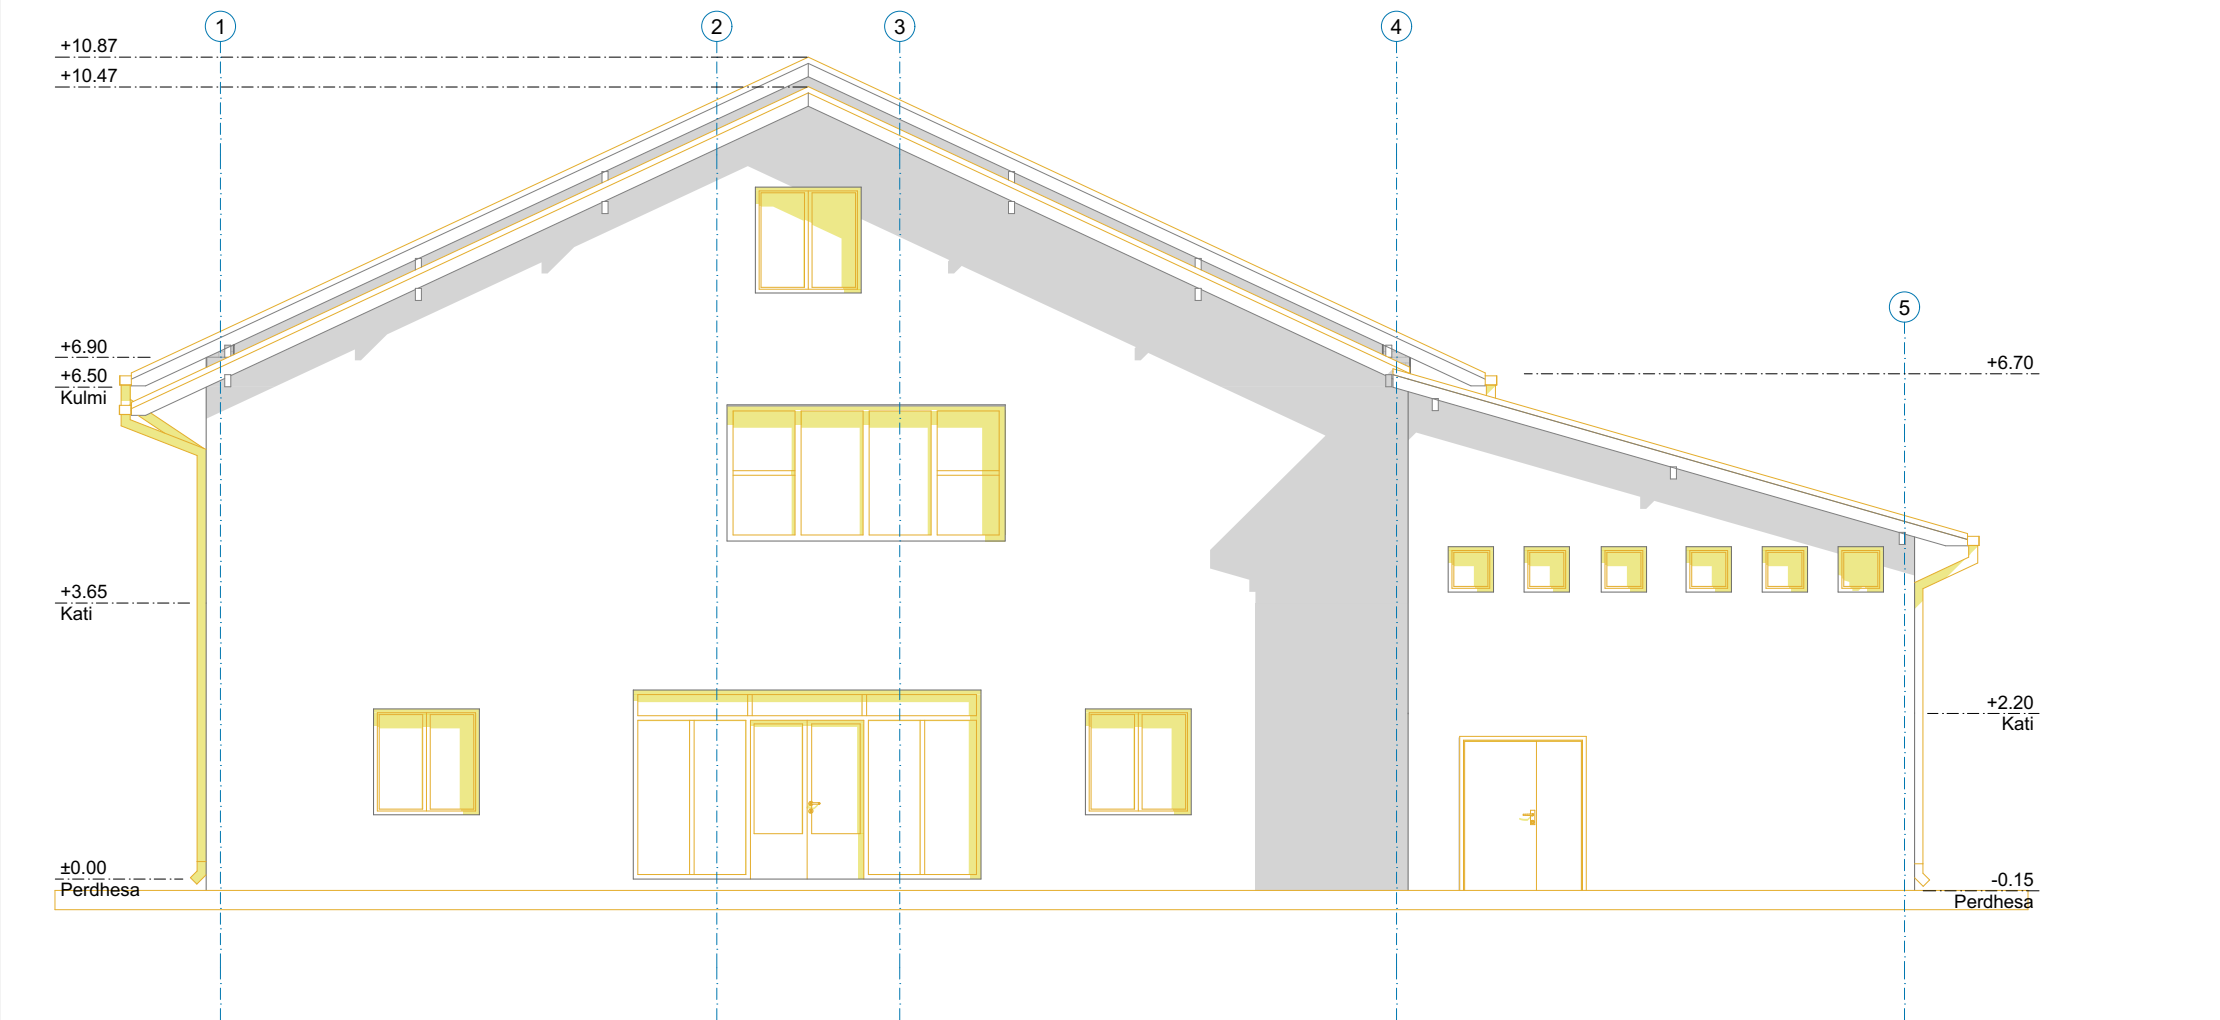 1
2
3
4
+10.87
+10.47
5
+6.90
+6.50
Kulmi
+6.70
+3.65
Kati
+2.20
Kati
±0.00
Perdhesa
-0.15
Perdhesa